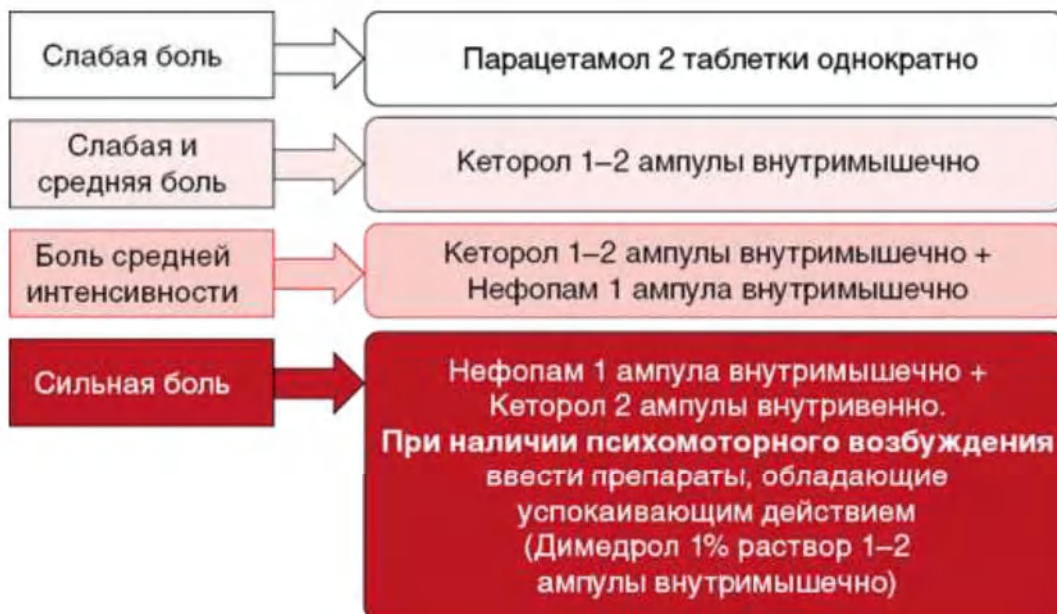 Слабая боль
Парацетамол 2 таблетки однократно
Слабая и
средняя боль
Кеторол 1–2 ампулы внутримышечно
Боль средней
интенсивности
Кеторол 1–2 ампулы внутримышечно +
Нефопам 1 ампула внутримышечно
Сильная боль
Нефопам 1 ампула внутримышечно +
Кеторол 2 ампулы внутривенно.
При наличии психомоторного возбуждения
ввести препараты, обладающие
успокаивающим действием
(Димедрол 1% раствор 1–2
ампулы внутримышечно)